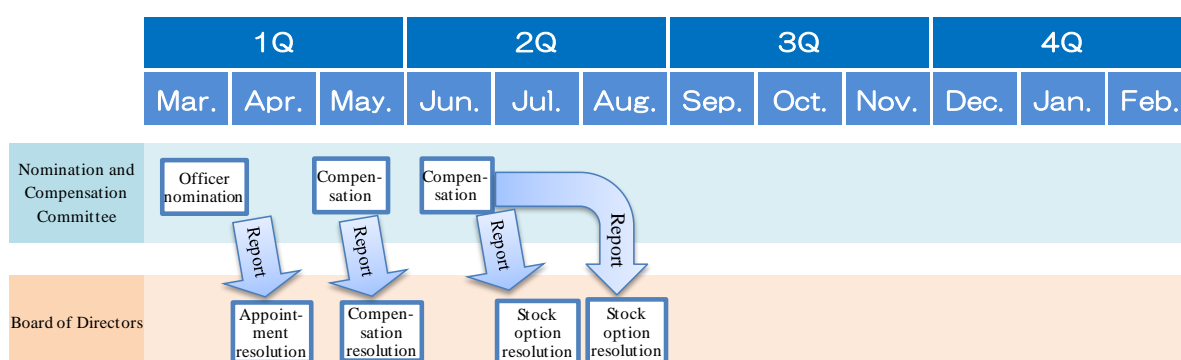 1Q 2Q 3Q 4Q
Mar. Apr. May. Jun. Jul. Aug. Sep. Oct. Nov. Dec. Jan. Feb.
Nomination and
Compensation
Committee
Officer
nomination
Compen-
sation
Compen-
sation
Report
Report
Report
Report
Board of Directors
Appoint-
ment
resolution
Compen-
sation
resolution
Stock
option
resolution
Stock
option
resolution